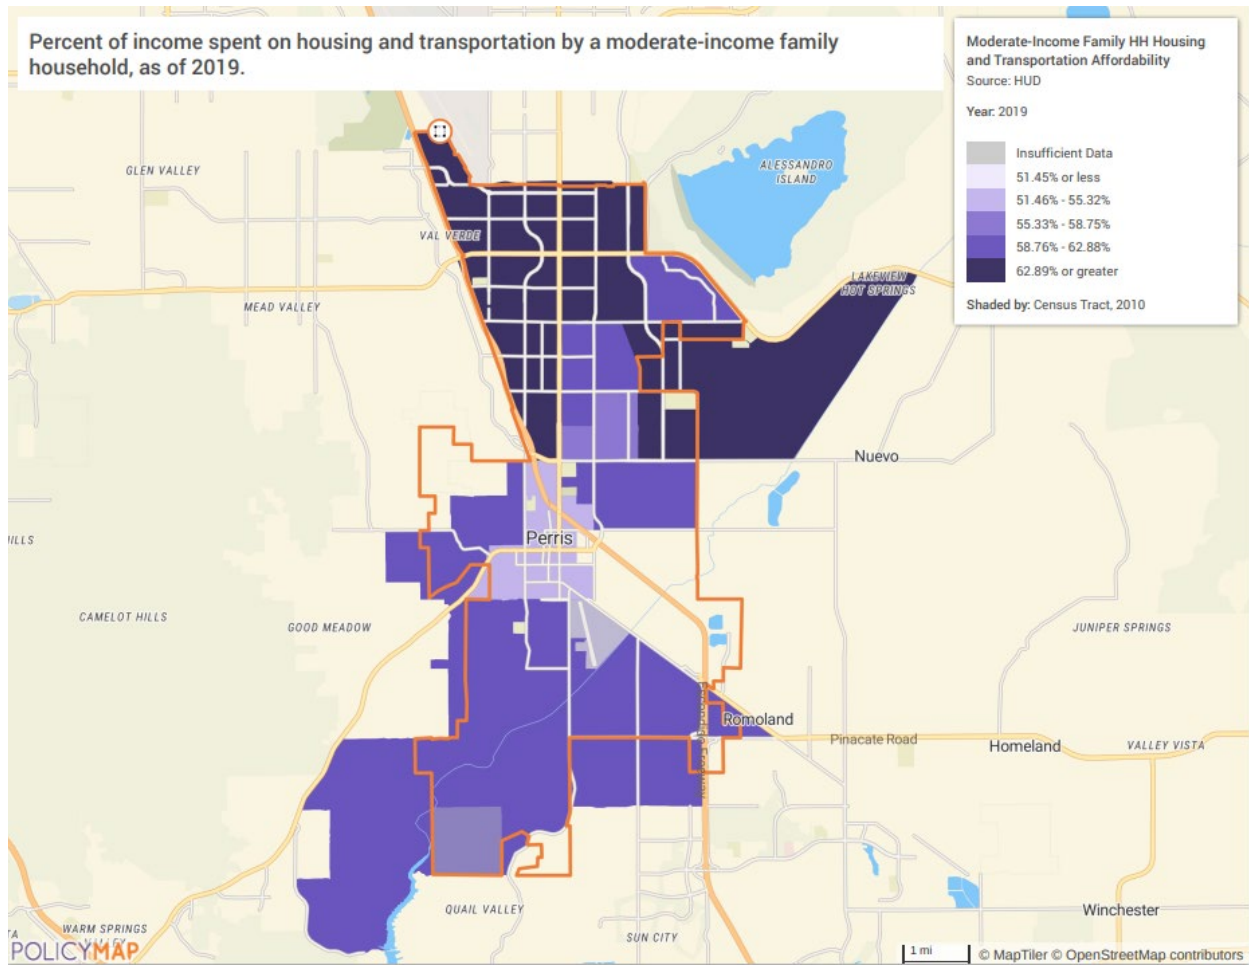 Percent of income spent on housing and transportation by a moderate-income family
household, as of 2019.
Moderate-Income Family HH Housing
and Transportation Affordability
Source: HUD
Year: 2019
Insufficient Data
51.45% or less
51.46% - 55.32%
55.33% - 58.75%
58.76% - 62.88%
62.89% or greater
Shaded by: Census Tract, 2010
GLEN VALLEY
ALESSANDRO
ISLAND
VAL VERDE
LAKEVIEW
HOT SPRINGS
MEAD VALLEY
Nuevo
Perris
ILLS
CAMELOT HILLS
GOOD MEADOW
JUNIPER SPRINGS
Romoland
Pinacate Road
Homeland
VALLEY VISTA
QUAIL VALLEY
Winchester
WARM SPRINGS
VALLEY
TA
SUN CITY
POLICYMAP
1 mi
© MapTiler © OpenStreetMap contributors